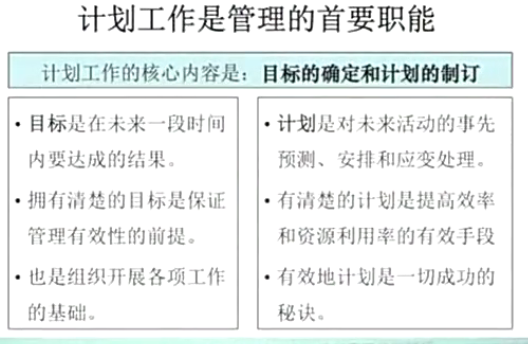 计划工作是管理的首要职能
计划工作的核心内容是：目标的确定和计划的制订
• 目标是在未来一段时间
内要达成的结果。
• 拥有清楚的目标是保证
管理有效性的前提。
• 也是组织开展各项工作
的基础。
• 计划是对未来活动的事先
预测、安排和应变处理。
• 有清楚的计划是提高效率
和资源利用率的有效手段
• 有效地计划是一切成功的
秘诀。